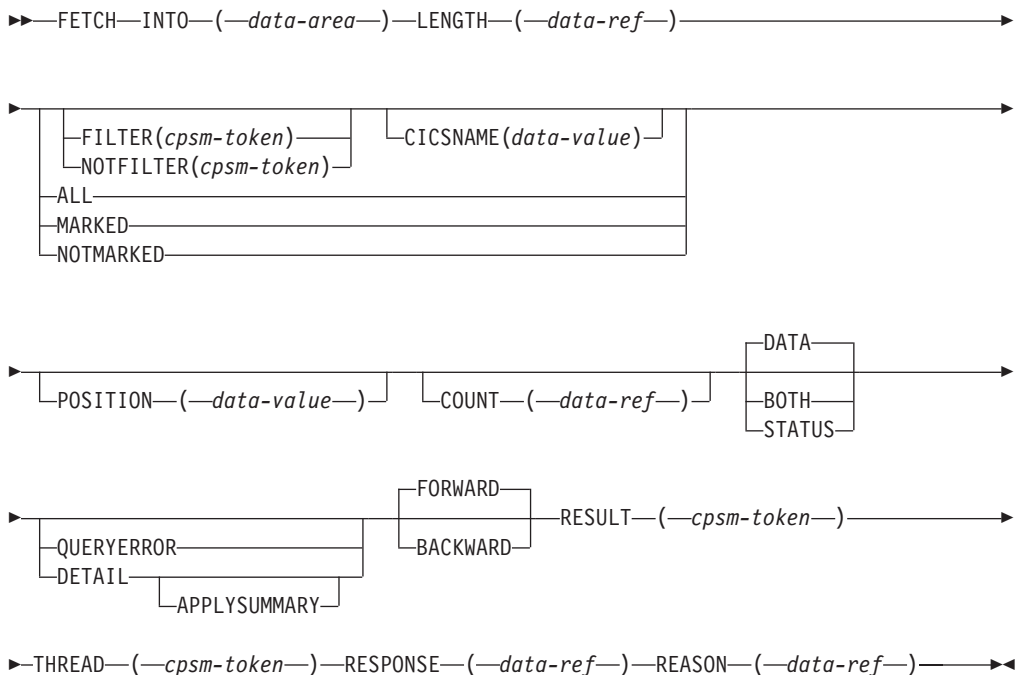 FETCH INTO ( data-area ) LENGTH ( data-ref )
FILTER(cpsm-token) CICSNAME(data-value)
NOTFILTER(cpsm-token)
ALL
MARKED
NOTMARKED
DATA
POSITION ( data-value ) COUNT ( data-ref ) BOTH
STATUS
FORWARD
QUERYERROR BACKWARD RESULT ( cpsm-token )
DETAIL
APPLYSUMMARY
THREAD ( cpsm-token ) RESPONSE ( data-ref ) REASON ( data-ref )